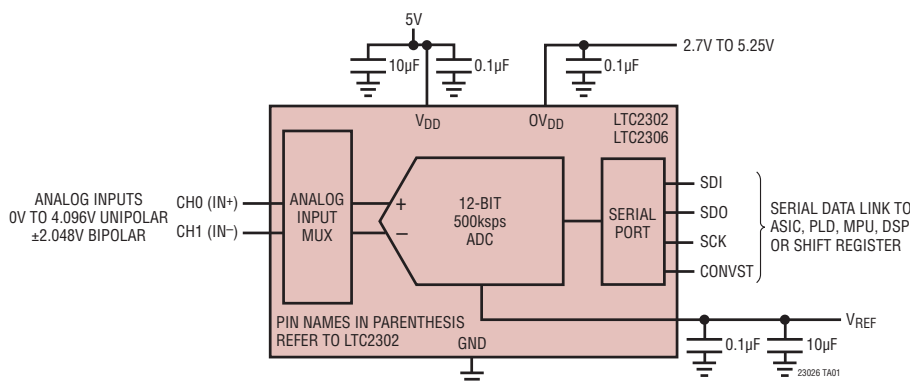 5V
10µF
0.1µF
0.1µF
2.7V TO 5.25V
VDD
OVDD
LTC2302
LTC2306
ANALOG INPUTS
0V TO 4.096V UNIPOLAR
±2.048V BIPOLAR
CH0 (IN+)
CH1 (IN–)
ANALOG
INPUT
MUX
+
–
12-BIT
500ksps
ADC
SERIAL
PORT
SDI
SDO
SCK
CONVST
SERIAL DATA LINK TO
ASIC, PLD, MPU, DSP
OR SHIFT REGISTER
PIN NAMES IN PARENTHESIS
REFER TO LTC2302
GND
VREF
0.1µF
10µF
23026 TA01